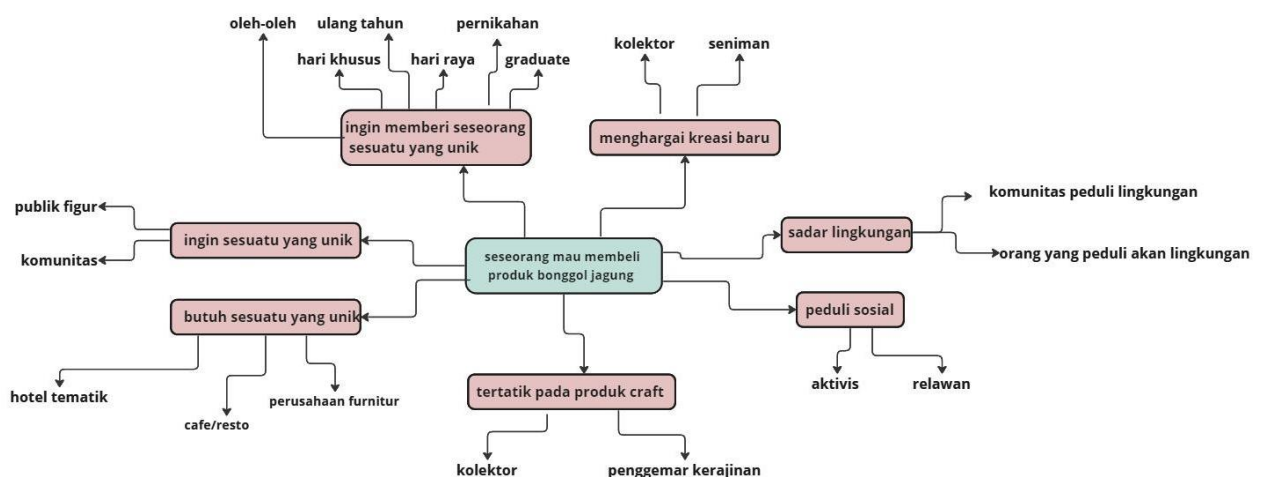 oleh-oleh
ulang tahun
pernikahan
hari khusus
hari raya
graduate
ingin memberi seseorang
sesuatu yang unik
kolektor
seniman
menghargai kreasi baru
publik figur
komunitas
ingin sesuatu yang unik
seseorang mau membeli
produk bonggol jagung
sadar lingkungan
komunitas peduli lingkungan
orang yang peduli akan lingkungan
butuh sesuatu yang unik
hotel tematik
cafe/resto
perusahaan furnitur
peduli sosial
aktivis
relawan
tertatik pada produk craft
kolektor
penggemar kerajinan